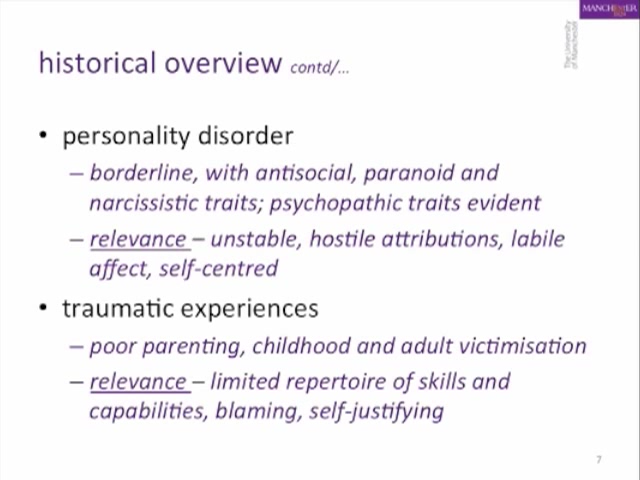 MANCHESTER
1824
The University
of Manchester
historical overview contd/...
• personality disorder
– borderline, with antisocial, paranoid and
narcissistic traits; psychopathic traits evident
– relevance – unstable, hostile attributions, labile
affect, self-centred
• traumatic experiences
– poor parenting, childhood and adult victimisation
– relevance – limited repertoire of skills and
capabilities, blaming, self-justifying
7